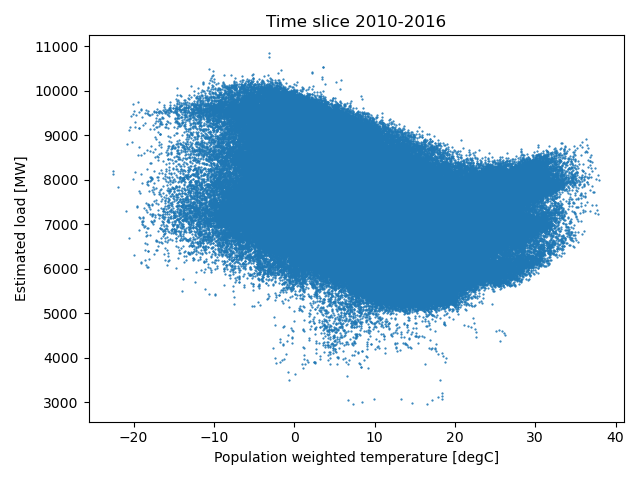 Time slice 2010-2016
11000
10000
9000
8000
7000
6000
5000
4000
3000
Estimated load [MW]
−20 −10 0 10 20 30 40
Population weighted temperature [degC]